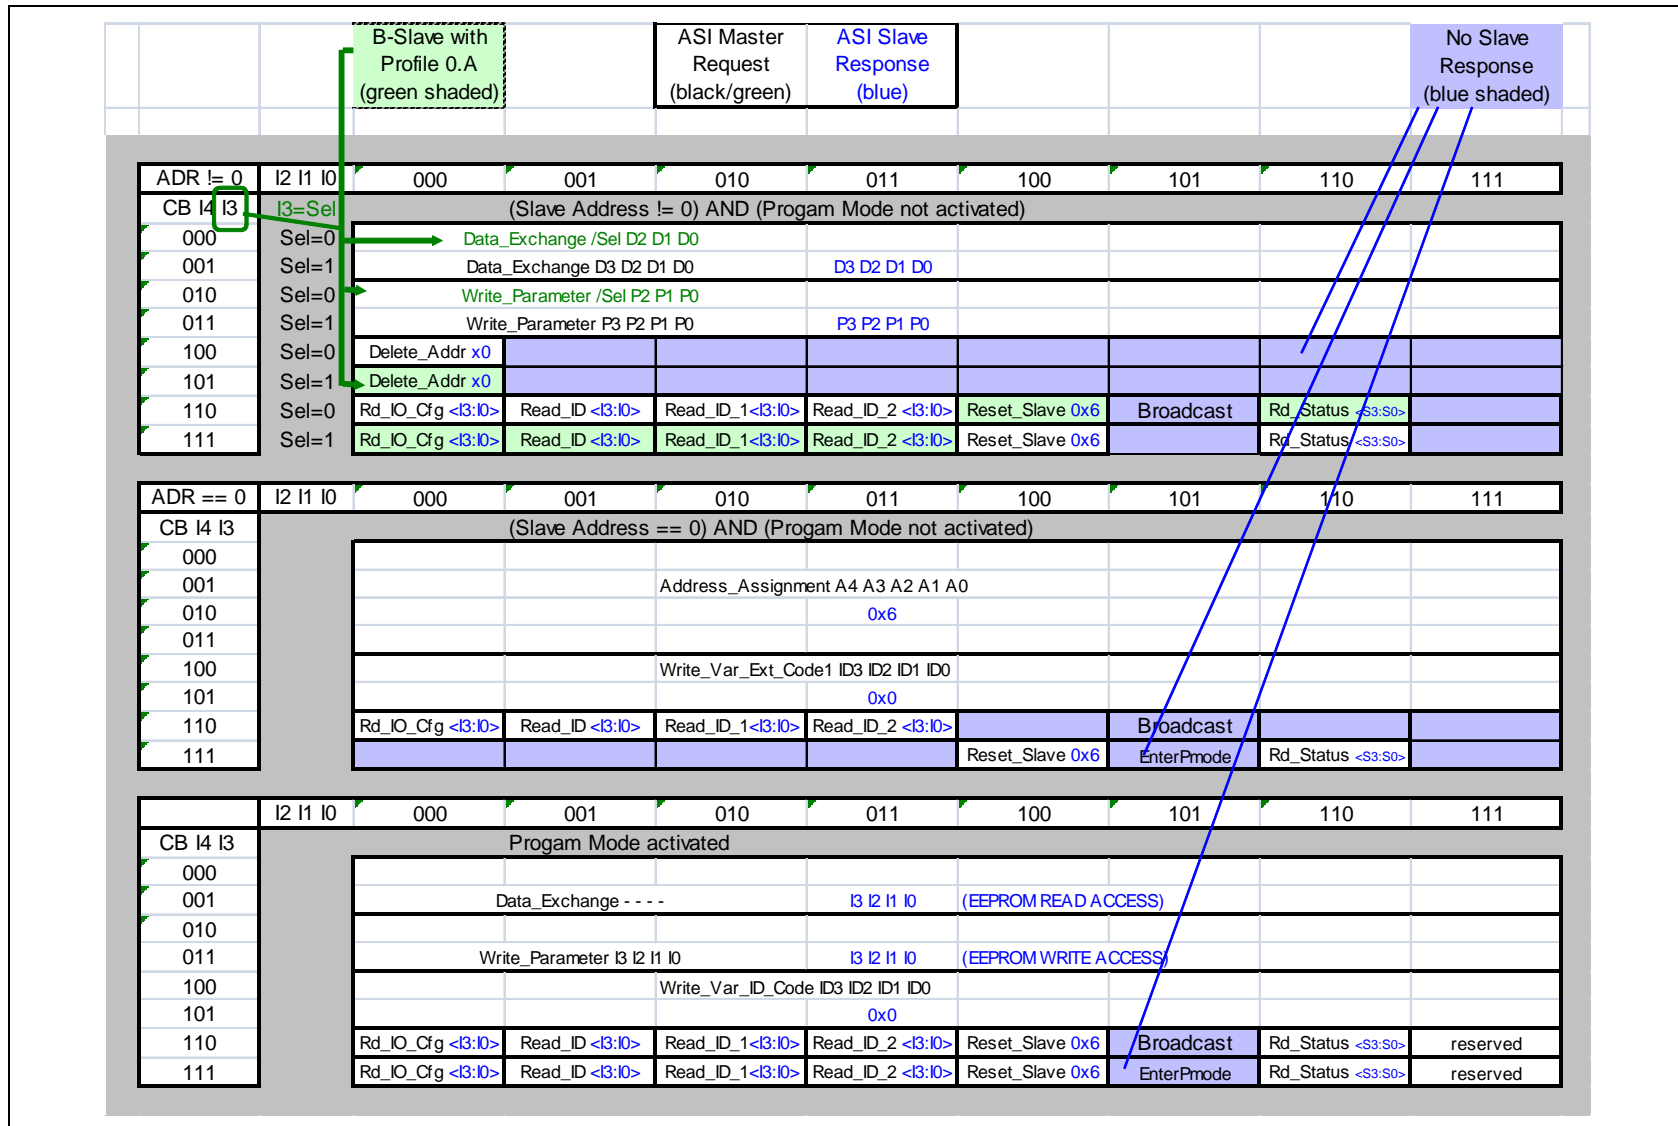 B-Slave with
Profile 0.A
(green shaded)
ASI Master
Request
(black/green)
ASI Slave
Response
(blue)
No Slave
Response
(blue shaded)
ADR != 0 I2 I1 I0 000 001 010 011 100 101 110 111
CB I4 I3 I3=Sel (Slave Address != 0) AND (Progam Mode not activated)
000 Sel=0 Data_Exchange /Sel D2 D1 D0
001 Sel=1 Data_Exchange D3 D2 D1 D0 D3 D2 D1 D0
010 Sel=0 Write_Parameter /Sel P2 P1 P0
011 Sel=1 Write_Parameter P3 P2 P1 P0 P3 P2 P1 P0
100 Sel=0 Delete_Addr x0
101 Sel=1 Delete_Addr x0
110 Sel=0 Rd_IO_Cfg <I3:I0> Read_ID <I3:I0> Read_ID_1<I3:I0> Read_ID_2 <I3:I0> Reset_Slave 0x6 Broadcast Rd_Status <S3:S0>
111 Sel=1 Rd_IO_Cfg <I3:I0> Read_ID <I3:I0> Read_ID_1<I3:I0> Read_ID_2 <I3:I0> Reset_Slave 0x6 Rd_Status <S3:S0>
ADR == 0 I2 I1 I0 000 001 010 011 100 101 110 111
CB I4 I3 (Slave Address == 0) AND (Progam Mode not activated)
000
001 Address_Assignment A4 A3 A2 A1 A0
010 0x6
011
100 Write_Var_Ext_Code1 ID3 ID2 ID1 ID0
101 0x0
110 Rd_IO_Cfg <I3:I0> Read_ID <I3:I0> Read_ID_1<I3:I0> Read_ID_2 <I3:I0> Broadcast
111 Reset_Slave 0x6 EnterPmode Rd_Status <S3:S0>
I2 I1 I0 000 001 010 011 100 101 110 111
CB I4 I3 Progam Mode activated
000
001 Data_Exchange - - - - I3 I2 I1 I0 (EEPROM READ ACCESS)
010
011 Write_Parameter I3 I2 I1 I0 I3 I2 I1 I0 (EEPROM WRITE ACCESS)
100 Write_Var_ID_Code ID3 ID2 ID1 ID0
101 0x0
110 Rd_IO_Cfg <I3:I0> Read_ID <I3:I0> Read_ID_1<I3:I0> Read_ID_2 <I3:I0> Reset_Slave 0x6 Broadcast Rd_Status <S3:S0> reserved
111 Rd_IO_Cfg <I3:I0> Read_ID <I3:I0> Read_ID_1<I3:I0> Read_ID_2 <I3:I0> Reset_Slave 0x6 EnterPmode Rd_Status <S3:S0> reserved